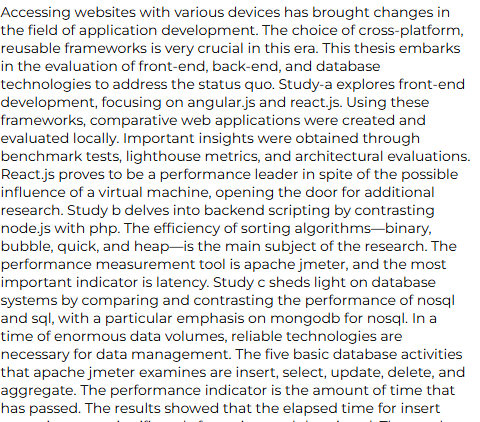 Accessing websites with various devices has brought changes in
the field of application development. The choice of cross-platform,
reusable frameworks is very crucial in this era. This thesis embarks
in the evaluation of front-end, back-end, and database
technologies to address the status quo. Study-a explores front-end
development, focusing on angular.js and react.js. Using these
frameworks, comparative web applications were created and
evaluated locally. Important insights were obtained through
benchmark tests, lighthouse metrics, and architectural evaluations.
React.js proves to be a performance leader in spite of the possible
influence of a virtual machine, opening the door for additional
research. Study b delves into backend scripting by contrasting
node.js with php. The efficiency of sorting algorithms—binary,
bubble, quick, and heap—is the main subject of the research. The
performance measurement tool is apache jmeter, and the most
important indicator is latency. Study c sheds light on database
systems by comparing and contrasting the performance of nosql
and sql, with a particular emphasis on mongodb for nosql. In a
time of enormous data volumes, reliable technologies are
necessary for data management. The five basic database activities
that apache jmeter examines are insert, select, update, delete, and
aggregate. The performance indicator is the amount of time that
has passed. The results showed that the elapsed time for insert